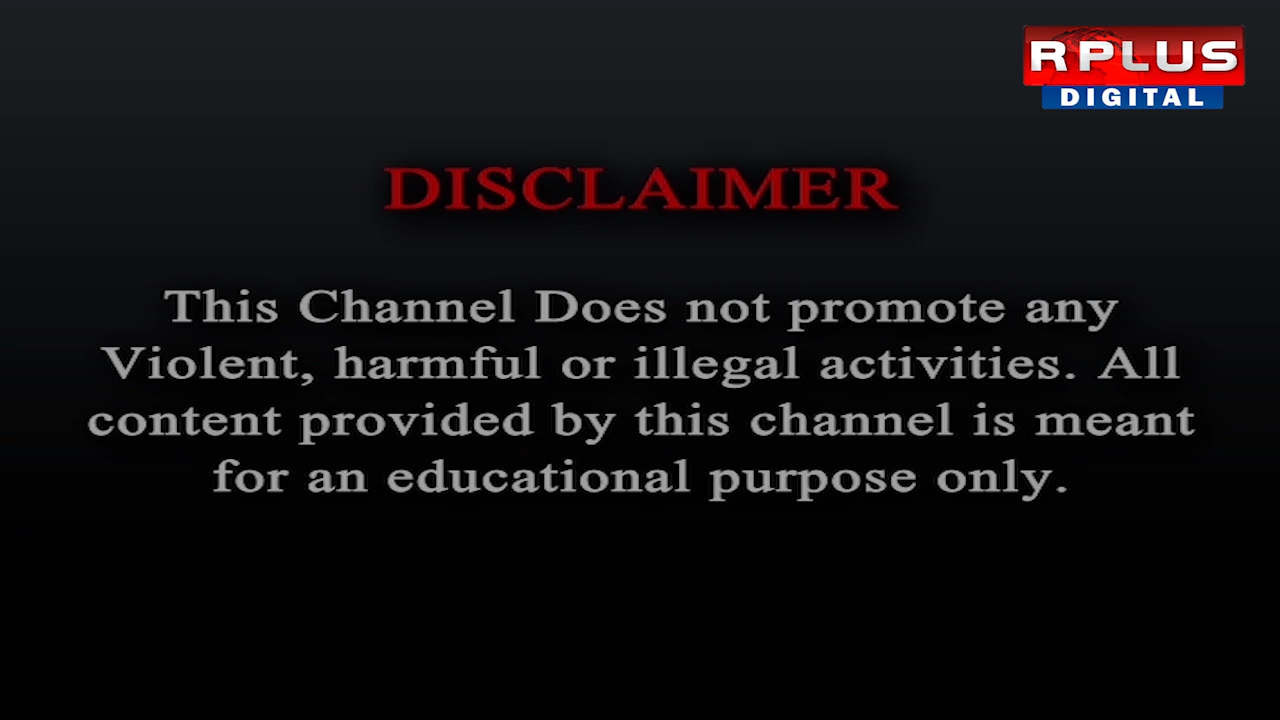 RPLUS
DIGITAL
DISCLAIMER
This Channel Does not promote any
Violent, harmful or illegal activities. All
content provided by this channel is meant
for an educational purpose only.